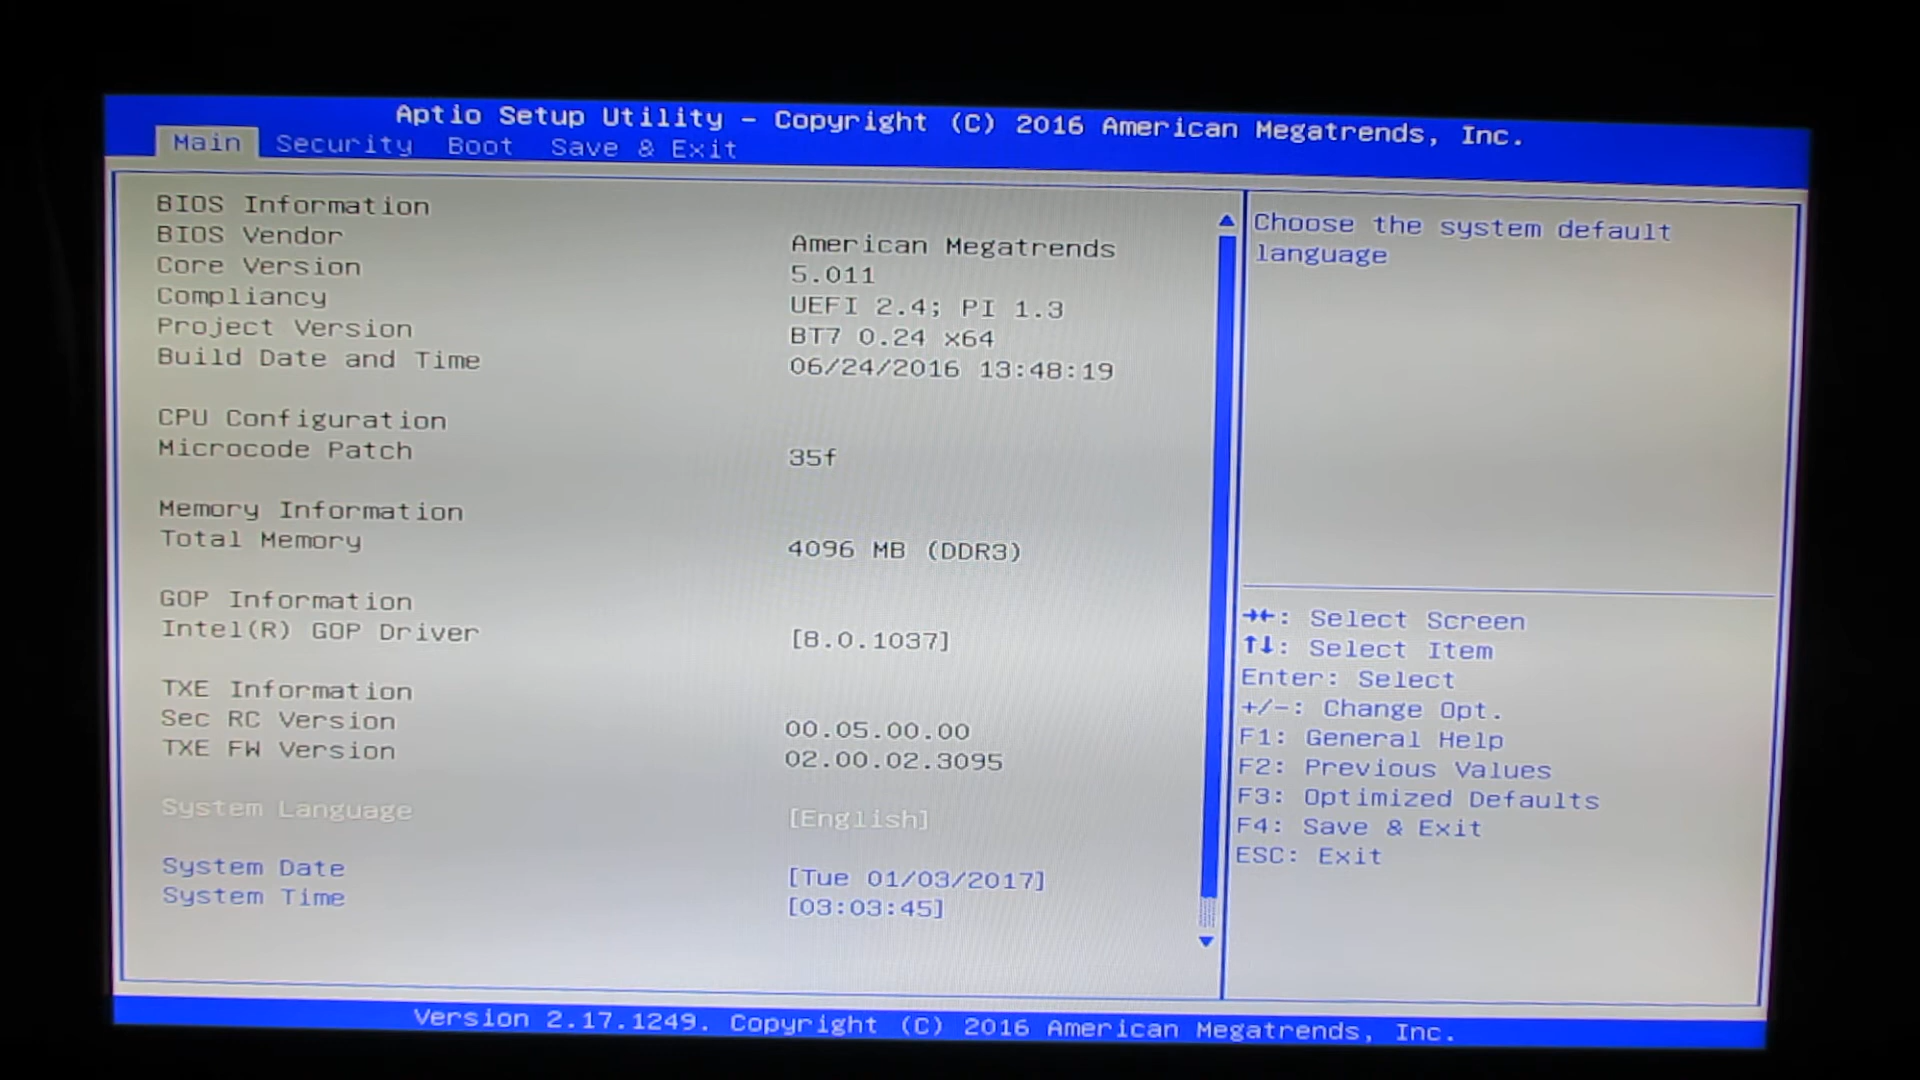 Aptio Setup Utility – Copyright (C) 2016 American Megatrends, Inc.
Main Security Boot Save & Exit
BIOS Information
BIOS Vendor American Megatrends
Core Version 5.011
Compliancy UEFI 2.4; PI 1.3
Project Version BT7 0.24 x64
Build Date and Time 06/24/2016 13:48:19
CPU Configuration
Microcode Patch 35f
Memory Information
Total Memory 4096 MB (DDR3)
GOP Information
Intel(R) GOP Driver [8.0.1037]
TXE Information
Sec RC Version 00.05.00.00
TXE FW Version 02.00.02.3095
System Language [English]
System Date [Tue 01/03/2017]
System Time [03:03:45]
Choose the system default
language
→←: Select Screen
↑↓: Select Item
Enter: Select
+/-: Change Opt.
F1: General Help
F2: Previous Values
F3: Optimized Defaults
F4: Save & Exit
ESC: Exit
Version 2.17.1249. Copyright (C) 2016 American Megatrends, Inc.